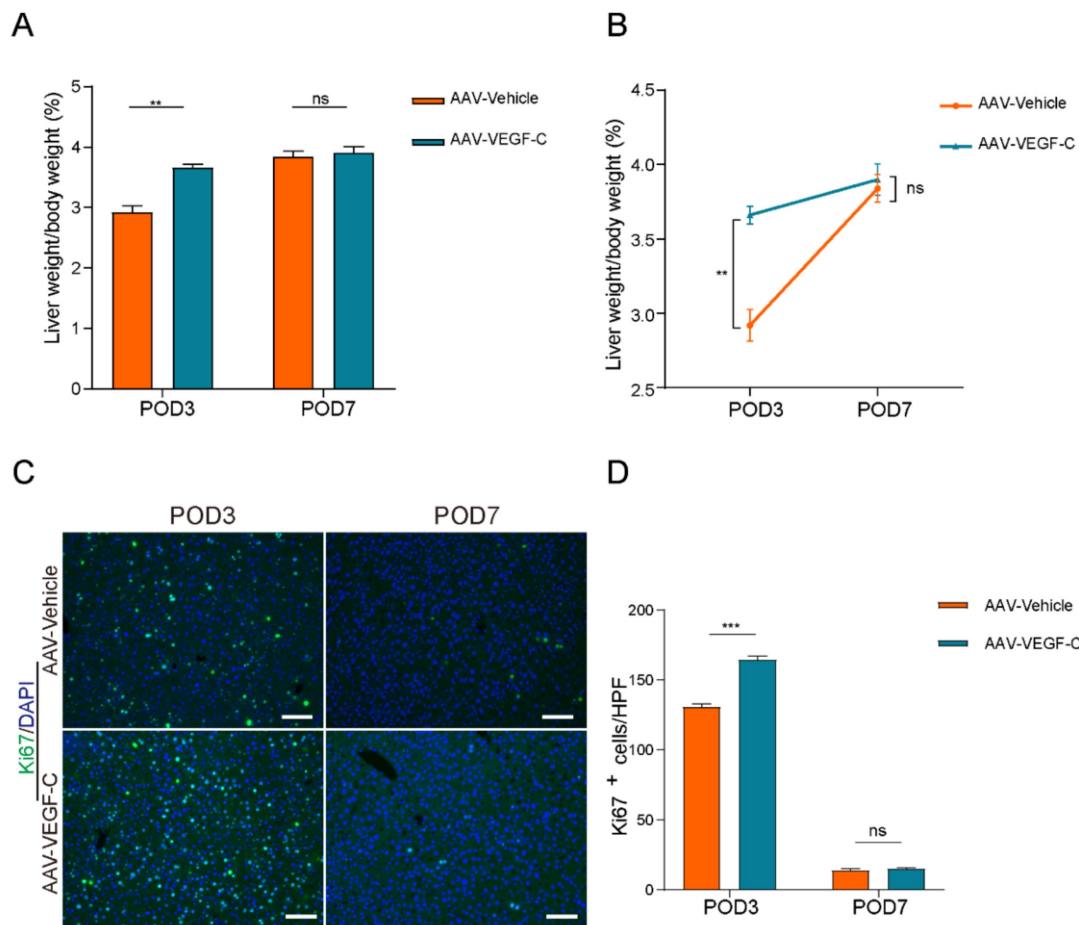 A
Liver weight/body weight (%)
5
4
3
2
1
0
**
ns
POD3
POD7
AAV-Vehicle
AAV-VEGF-C
B
Liver weight/body weight (%)
4.5
4.0
3.5
3.0
2.5
**
ns
POD3
POD7
AAV-Vehicle
AAV-VEGF-C
C
POD3
POD7
Ki67/DAPI
AAV-Vehicle
AAV-VEGF-C
D
Ki67 + cells/HPF
200
150
100
50
0
***
ns
POD3
POD7
AAV-Vehicle
AAV-VEGF-C